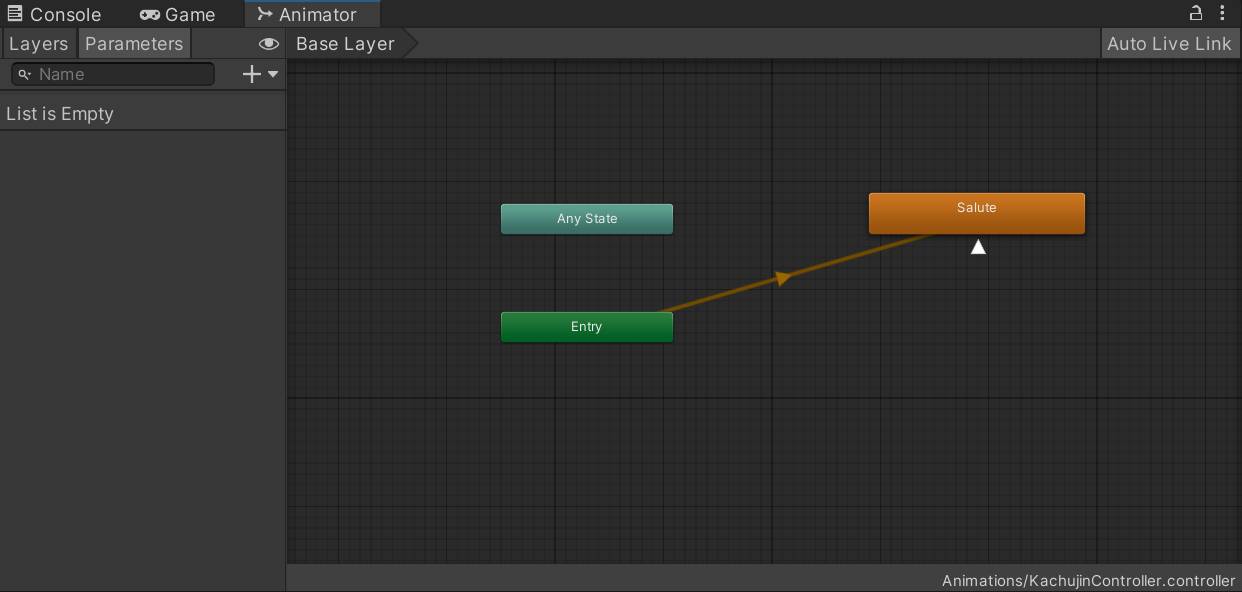 Console Game Animator
Layers Parameters Base Layer Auto Live Link
Name
List is Empty
Salute
Any State
Entry
Animations/KachujinController.controller